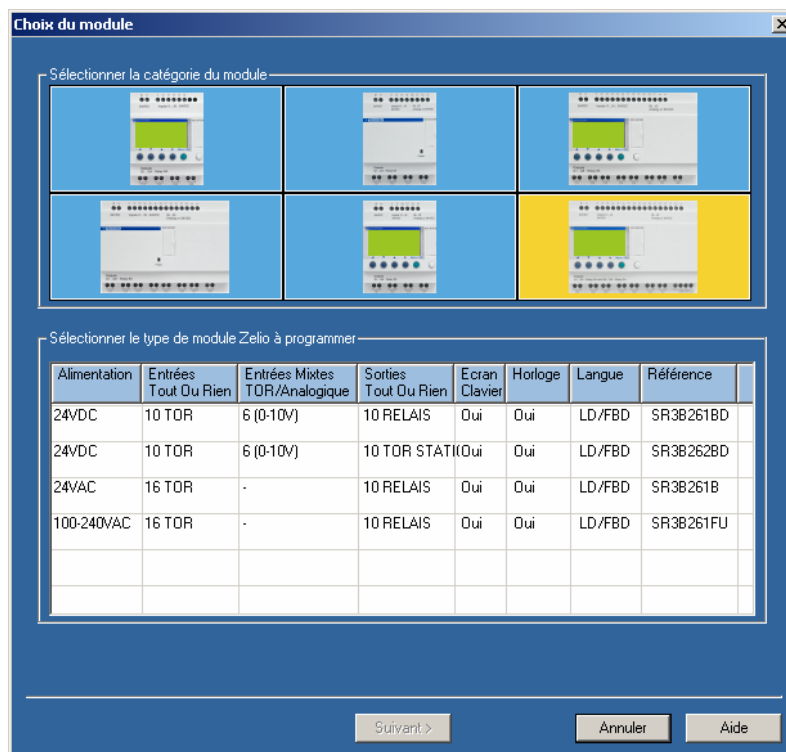 Choix du module
Sélectionner la catégorie du module
Sélectionner le type de module Zelio à programmer
Alimentation Entrées Tout Ou Rien Entrées Mixtes TOR/Analogique Sorties Tout Ou Rien Ecran Clavier Horloge Langue Référence
24VDC 10 TOR 6 (0-10V) 10 RELAIS Oui Oui LD/FBD SR3B261BD
24VDC 10 TOR 6 (0-10V) 10 TOR STATI Oui Oui LD/FBD SR3B262BD
24VAC 16 TOR - 10 RELAIS Oui Oui LD/FBD SR3B261B
100-240VAC 16 TOR - 10 RELAIS Oui Oui LD/FBD SR3B261FU
Suivant > Annuler Aide